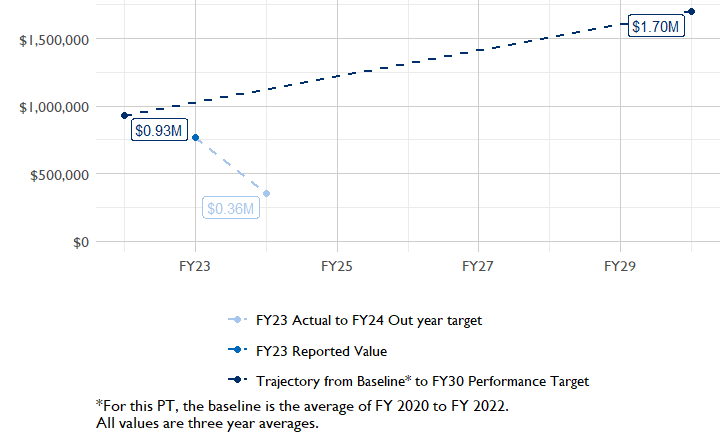 $1,500,000
$1.70M
$1,000,000
$0.93M
$500,000
$0.36M
$0
FY23 FY25 FY27 FY29
FY23 Actual to FY24 Out year target
FY23 Reported Value
Trajectory from Baseline* to FY30 Performance Target
*For this PT, the baseline is the average of FY 2020 to FY 2022.
All values are three year averages.